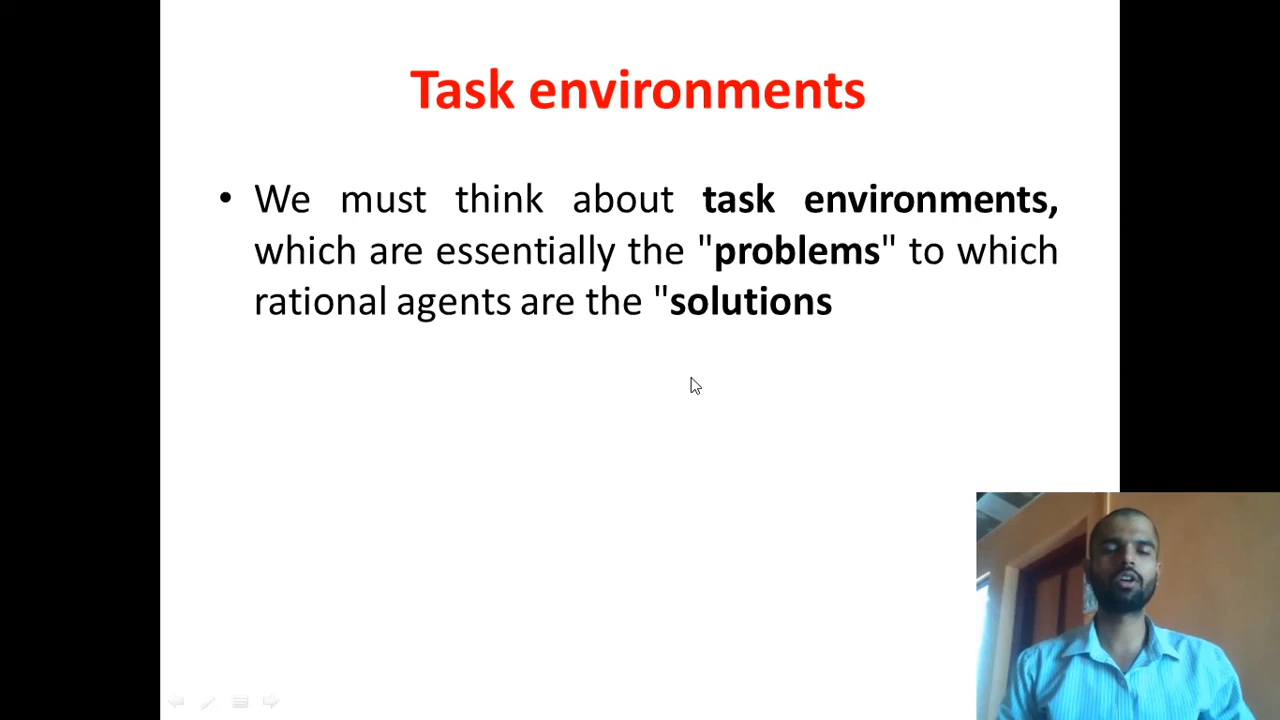 Task environments
• We must think about task environments,
which are essentially the "problems" to which
rational agents are the "solutions